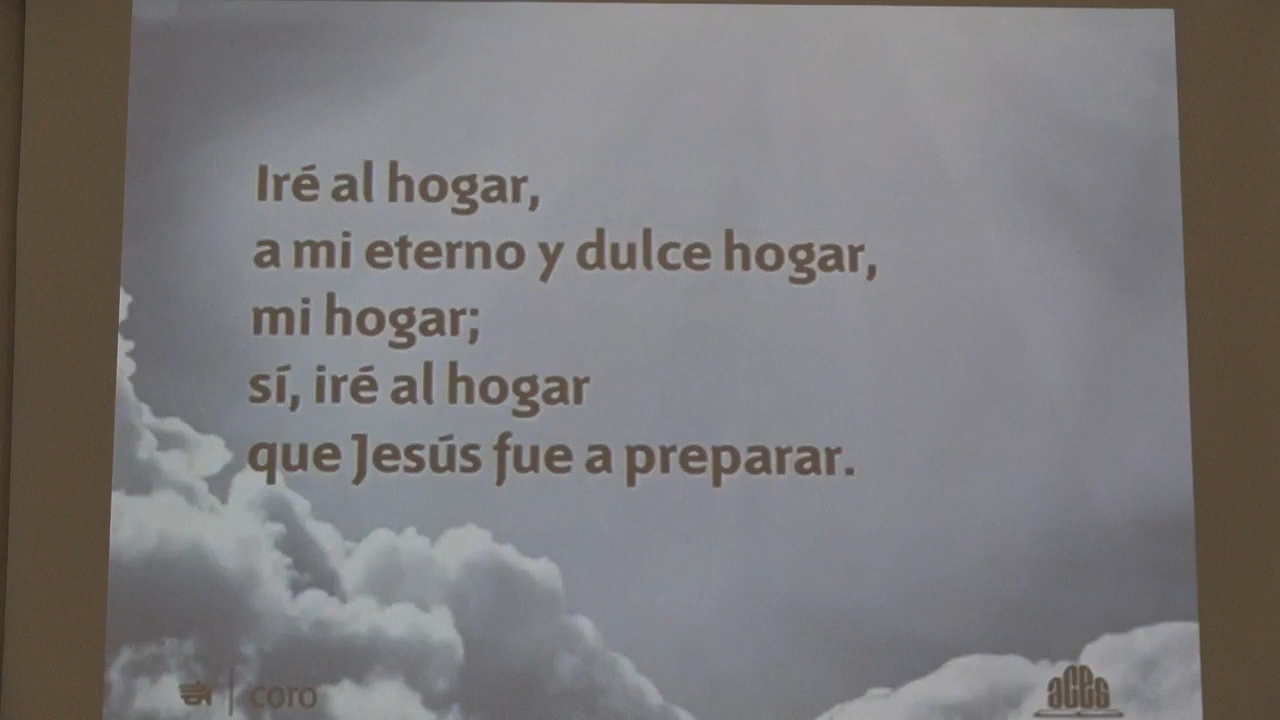 Iré al hogar,
a mi eterno y dulce hogar,
mi hogar;
sí, iré al hogar
que Jesús fue a preparar.
coro
aces